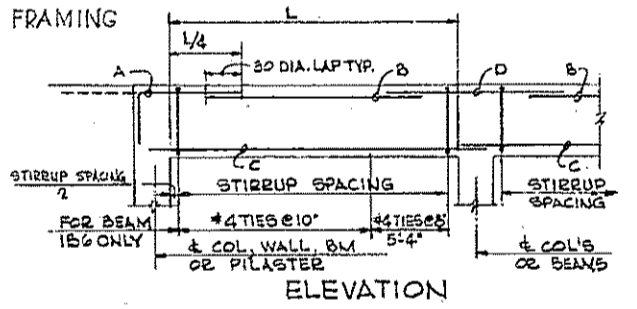 FRAMING
L
L/4
30 DIA. LAP TYP.
A
B
D
B
C
C
STIRRUP SPACING
2
STIRRUP SPACING
STIRRUP
SPACING
FOR BEAM
1B6 ONLY
#4 TIES @ 10"
#4 TIES @ 8"
5'-4"
℄ COL, WALL, BM
OR PILASTER
℄ COL'S
OR BEAMS
ELEVATION